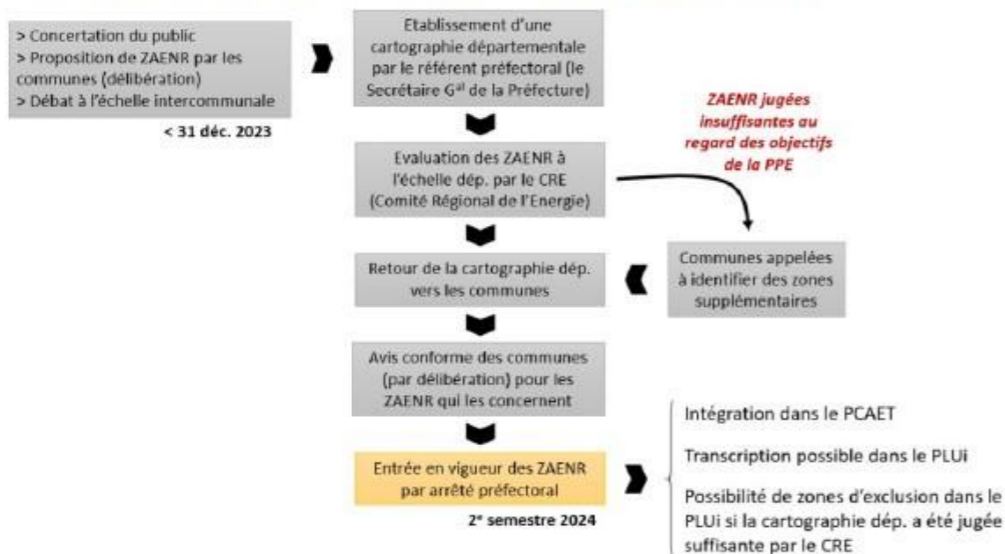 > Concertation du public
> Proposition de ZAENR par les
communes (délibération)
> Débat à l'échelle intercommunale
< 31 déc. 2023
Etablissement d'une
cartographie départementale
par le référent préfectoral (le
Secrétaire Gal de la Préfecture)
ZAENR jugées
insuffisantes au
regard des objectifs
de la PPE
Evaluation des ZAENR à
l'échelle dép. par le CRE
(Comité Régional de l'Energie)
Communes appelées
à identifier des zones
supplémentaires
Retour de la cartographie dép.
vers les communes
Avis conforme des communes
(par délibération) pour les
ZAENR qui les concernent
Entrée en vigueur des ZAENR
par arrêté préfectoral
2e semestre 2024
Intégration dans le PCAET
Transcription possible dans le PLUi
Possibilité de zones d'exclusion dans le
PLUi si la cartographie dép. a été jugée
suffisante par le CRE